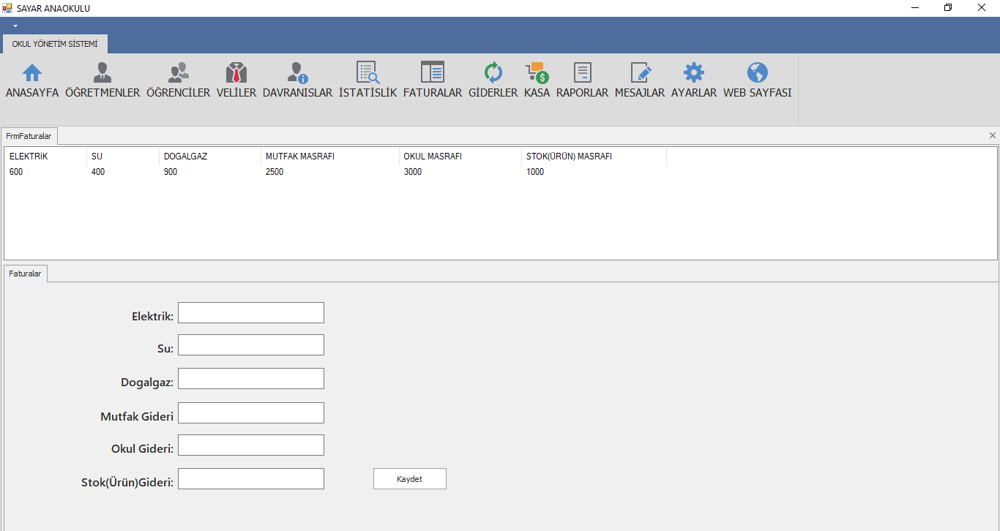 SAYAR ANAOKULU
OKUL YÖNETİM SİSTEMİ
ANASAYFA ÖĞRETMENLER ÖĞRENCİLER VELİLER DAVRANISLAR İSTATİSLİK FATURALAR GİDERLER KASA RAPORLAR MESAJLAR AYARLAR WEB SAYFASI
FrmFaturalar
ELEKTRİK SU DOGALGAZ MUTFAK MASRAFI OKUL MASRAFI STOK(ÜRÜN) MASRAFI
600 400 900 2500 3000 1000
Faturalar
Elektrik:
Su:
Dogalgaz:
Mutfak Gideri
Okul Gideri:
Stok(Ürün)Gideri: Kaydet